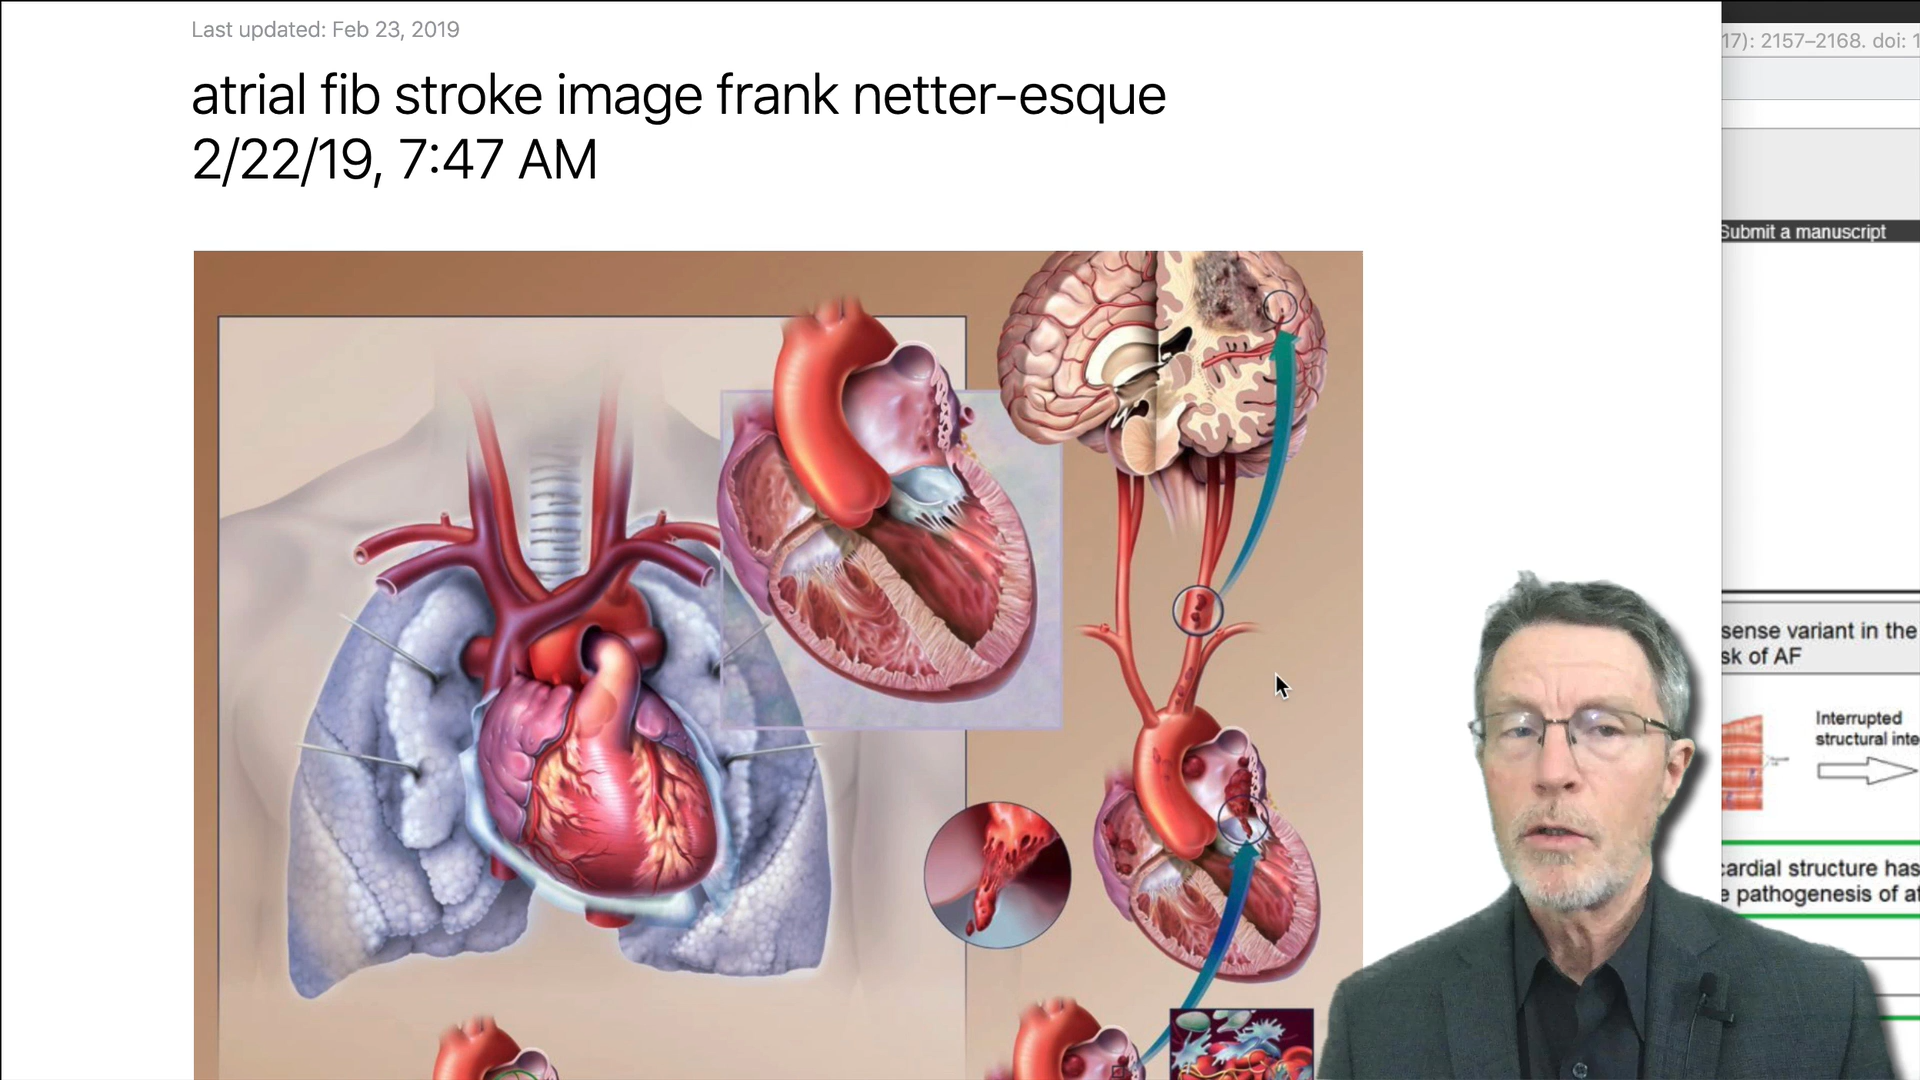 Last updated: Feb 23, 2019
atrial fib stroke image frank netter-esque
2/22/19, 7:47 AM
17): 2157–2168. doi: 1
Submit a manuscript
sense variant in the
sk of AF
Interrupted
structural inte
cardial structure has
e pathogenesis of at